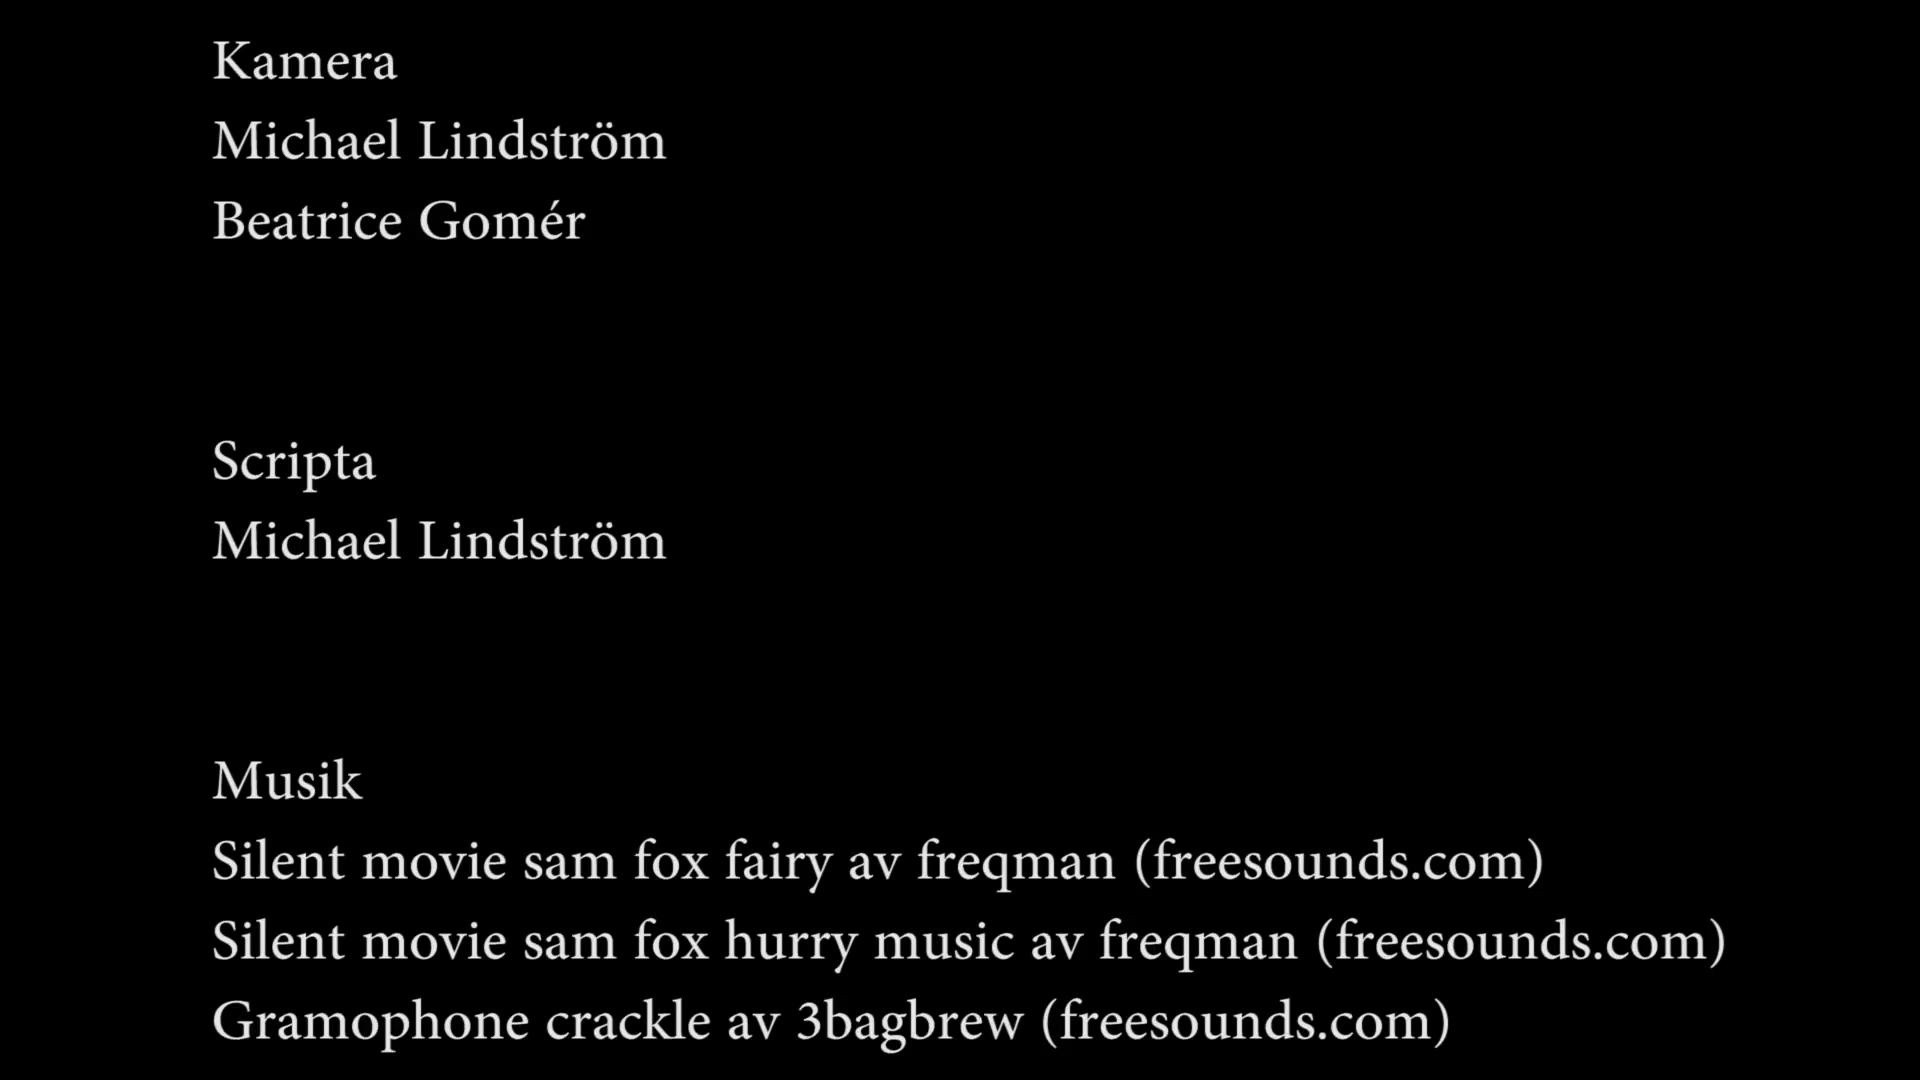 Kamera
Michael Lindström
Beatrice Gomér
Scripta
Michael Lindström
Musik
Silent movie sam fox fairy av freqman (freesounds.com)
Silent movie sam fox hurry music av freqman (freesounds.com)
Gramophone crackle av 3bagbrew (freesounds.com)